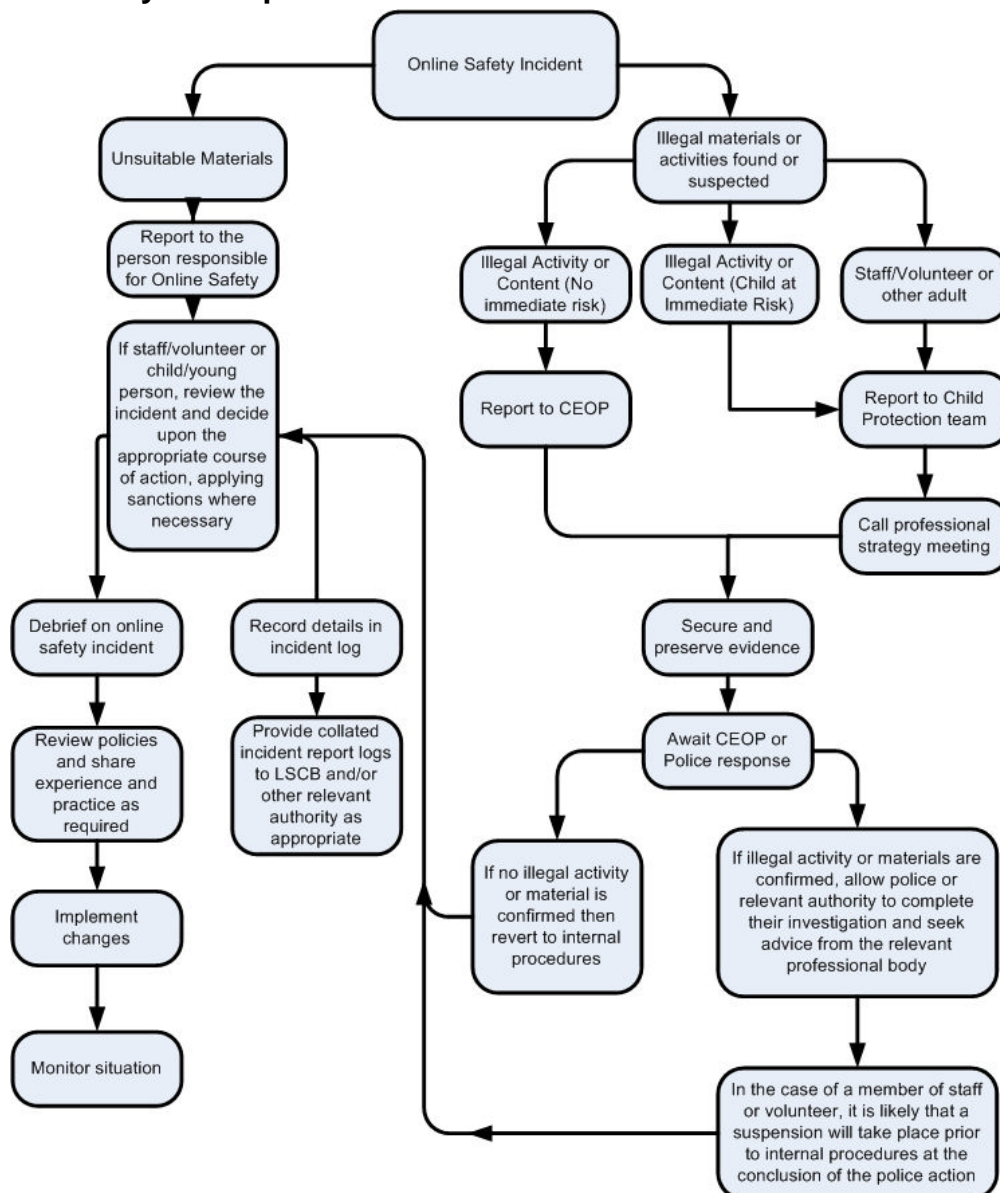 Online Safety Incident
Unsuitable Materials
Report to the
person responsible
for Online Safety
If staff/volunteer or
child/young
person, review the
incident and decide
upon the
appropriate course
of action, applying
sanctions where
necessary
Debrief on online
safety incident
Review policies
and share
experience and
practice as
required
Implement
changes
Monitor situation
Record details in
incident log
Provide collated
incident report logs
to LSCB and/or
other relevant
authority as
appropriate
Illegal materials or
activities found or
suspected
Illegal Activity or
Content (No
immediate risk)
Illegal Activity or
Content (Child at
Immediate Risk)
Staff/Volunteer or
other adult
Report to CEOP
Report to Child
Protection team
Call professional
strategy meeting
Secure and
preserve evidence
Await CEOP or
Police response
If no illegal activity
or material is
confirmed then
revert to internal
procedures
If illegal activity or materials are
confirmed, allow police or
relevant authority to complete
their investigation and seek
advice from the relevant
professional body
In the case of a member of staff
or volunteer, it is likely that a
suspension will take place prior
to internal procedures at the
conclusion of the police action